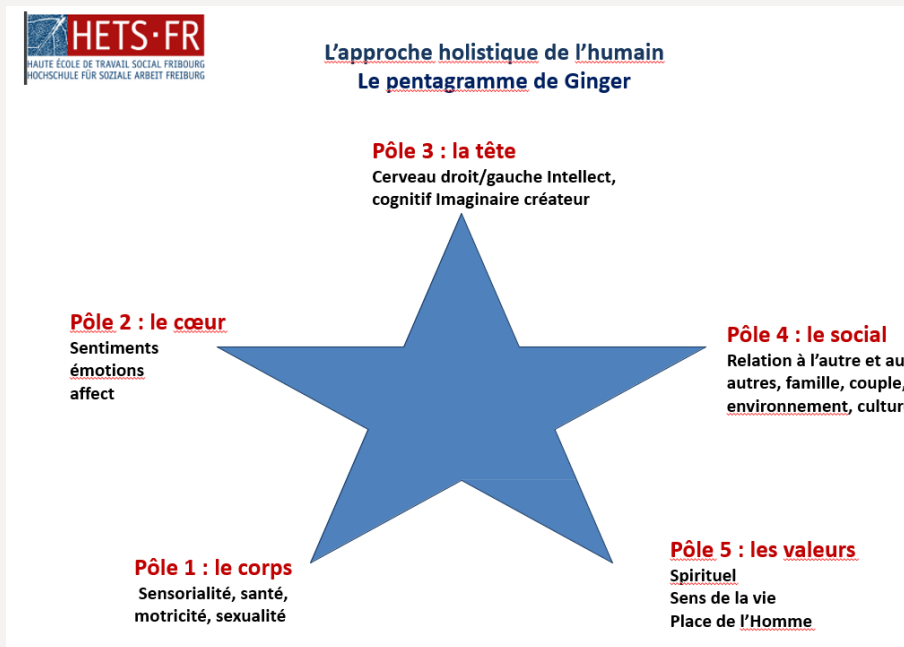 HETS·FR
HAUTE ÉCOLE DE TRAVAIL SOCIAL FRIBOURG
HOCHSCHULE FÜR SOZIALE ARBEIT FREIBURG
L'approche holistique de l'humain
Le pentagramme de Ginger
Pôle 3 : la tête
Cerveau droit/gauche Intellect,
cognitif Imaginaire créateur
Pôle 2 : le cœur
Sentiments
émotions
affect
Pôle 4 : le social
Relation à l'autre et au
autres, famille, couple,
environnement, cultur
Pôle 1 : le corps
Sensorialité, santé,
motricité, sexualité
Pôle 5 : les valeurs
Spirituel
Sens de la vie
Place de l'Homme